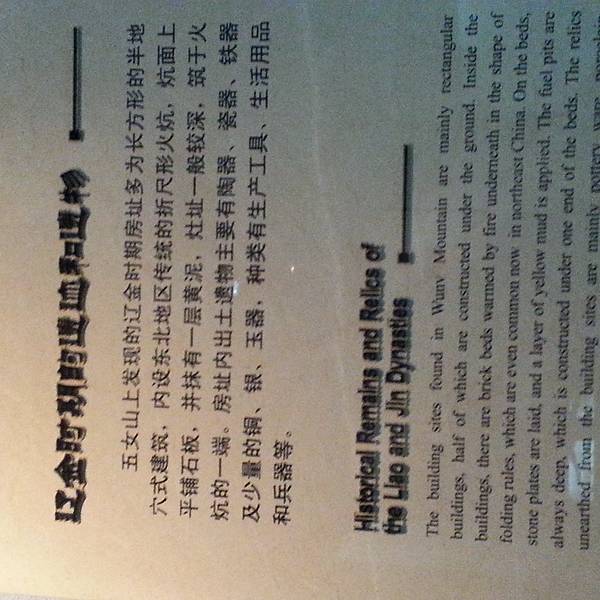 辽金时期的遗迹和遗物
五女山上发现的辽金时期房址多为长方形的半地
穴式建筑，内设东北地区传统的折尺形火炕，炕面上
平铺石板，并抹有一层黄泥，灶址一般较深，筑于火
炕的一端。房址内出土遗物主要有陶器、瓷器、铁器
及少量的铜、银、玉器，种类有生产工具、生活用品
和兵器等。
Historical Remains and Relics of
the Liao and Jin Dynasties
The building sites found in Wunv Mountain are mainly rectangular
buildings, half of which are constructed under the ground. Inside the
buildings, there are brick beds warmed by fire underneath in the shape of
folding rules, which are even common now in northeast China. On the beds,
stone plates are laid, and a layer of yellow mud is applied. The fuel pits are
always deep, which is constructed under one end of the beds. The relics
unearthed from the building sites are mainly pottery ware, porcelain